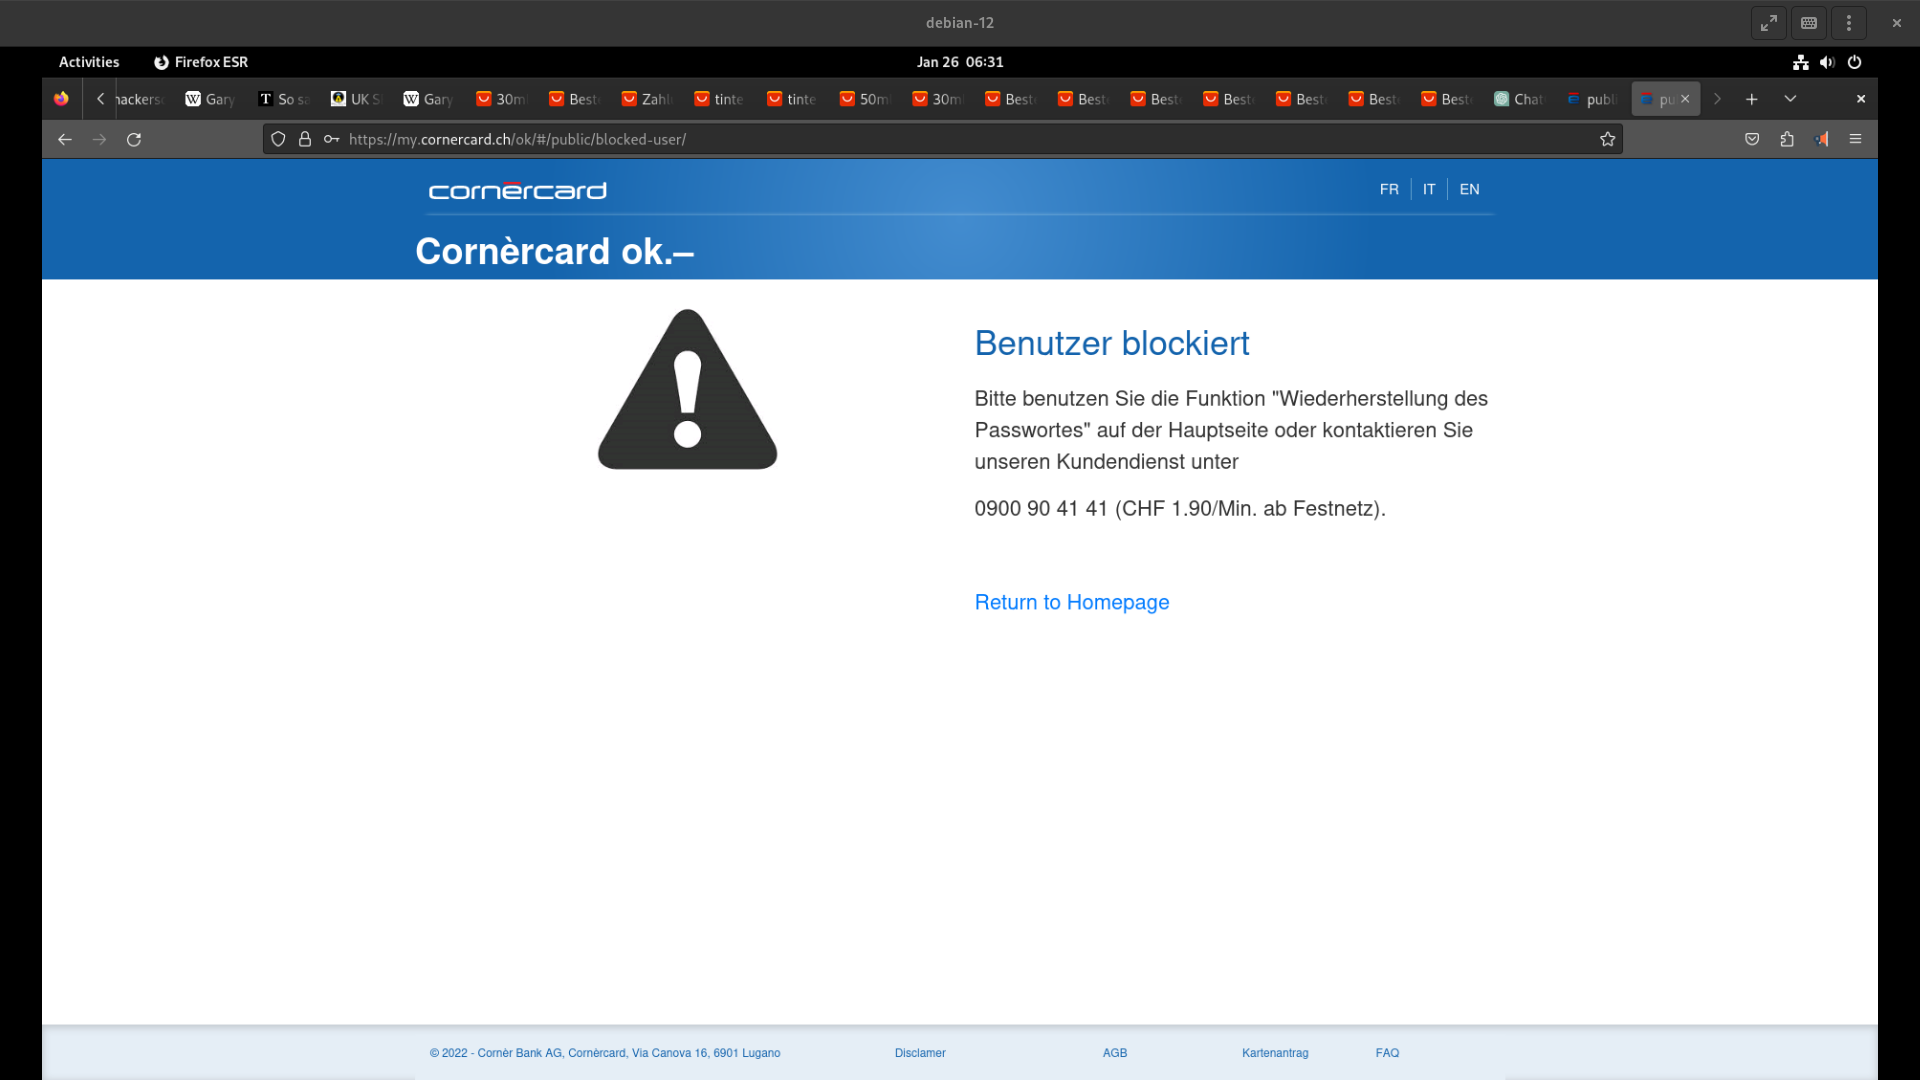 debian-12
Activities
Firefox ESR
Jan 26 06:31
Gary
So sa
UK S
Gary
30ml
Best
Zahl
tinte
tinte
50ml
30ml
Best
Best
Best
Best
Best
Best
Best
Chat
publ
pu
https://my.cornercard.ch/ok/#/public/blocked-user/
cornèrcard
FR
IT
EN
Cornèrcard ok.–
Benutzer blockiert
Bitte benutzen Sie die Funktion "Wiederherstellung des
Passwortes" auf der Hauptseite oder kontaktieren Sie
unseren Kundendienst unter
0900 90 41 41 (CHF 1.90/Min. ab Festnetz).
Return to Homepage
© 2022 - Cornèr Bank AG, Cornèrcard, Via Canova 16, 6901 Lugano
Disclamer
AGB
Kartenantrag
FAQ